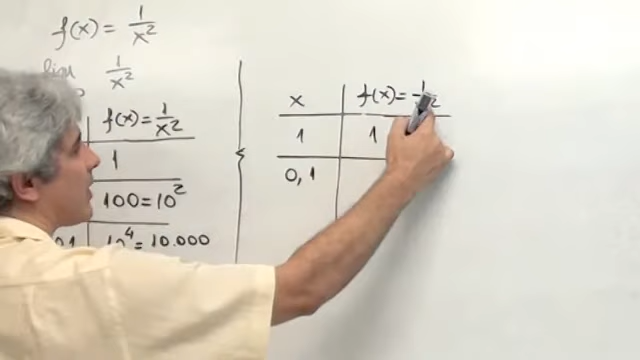 f(x) = 1/x²
lim 1/x²
f(x) = 1/x²
1
100 = 10²
10⁴ = 10.000
x f(x) = 1/x²
1 1
0,1